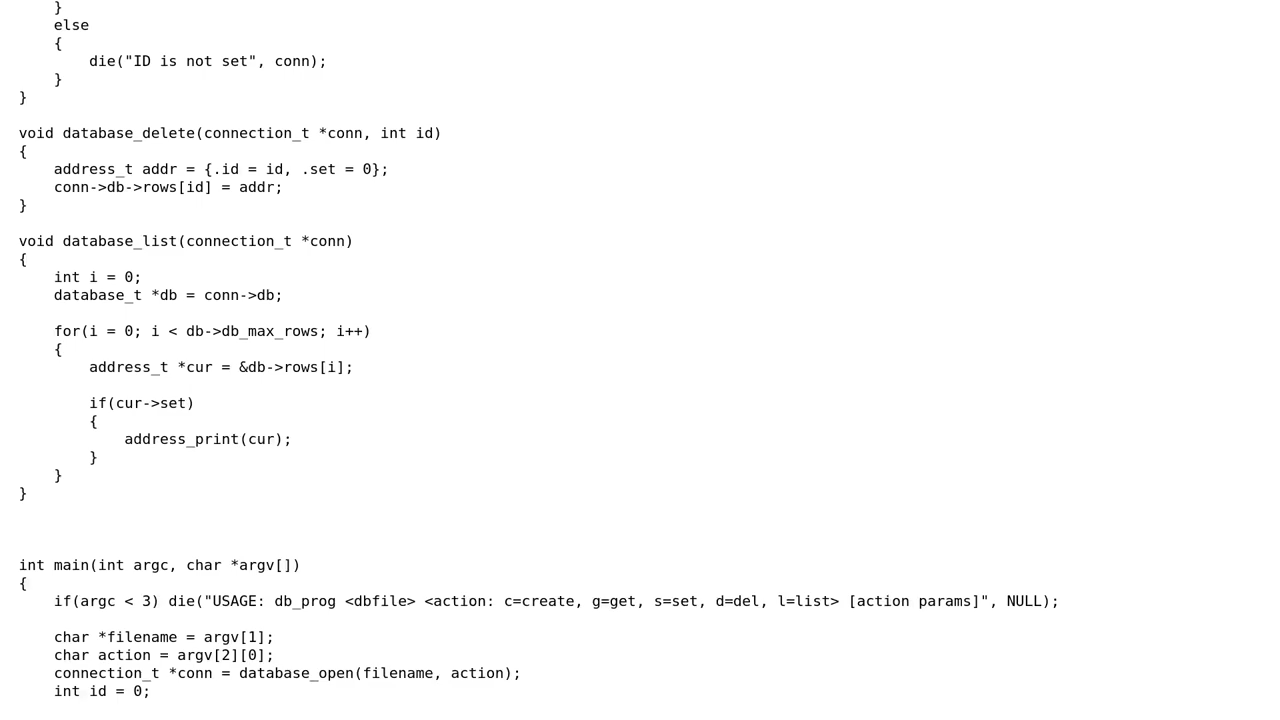 }
    else
    {
        die("ID is not set", conn);
    }
}

void database_delete(connection_t *conn, int id)
{
    address_t addr = {.id = id, .set = 0};
    conn->db->rows[id] = addr;
}

void database_list(connection_t *conn)
{
    int i = 0;
    database_t *db = conn->db;

    for(i = 0; i < db->db_max_rows; i++)
    {
        address_t *cur = &db->rows[i];

        if(cur->set)
        {
            address_print(cur);
        }
    }
}

int main(int argc, char *argv[])
{
    if(argc < 3) die("USAGE: db_prog <dbfile> <action: c=create, g=get, s=set, d=del, l=list> [action params]", NULL);

    char *filename = argv[1];
    char action = argv[2][0];
    connection_t *conn = database_open(filename, action);
    int id = 0;